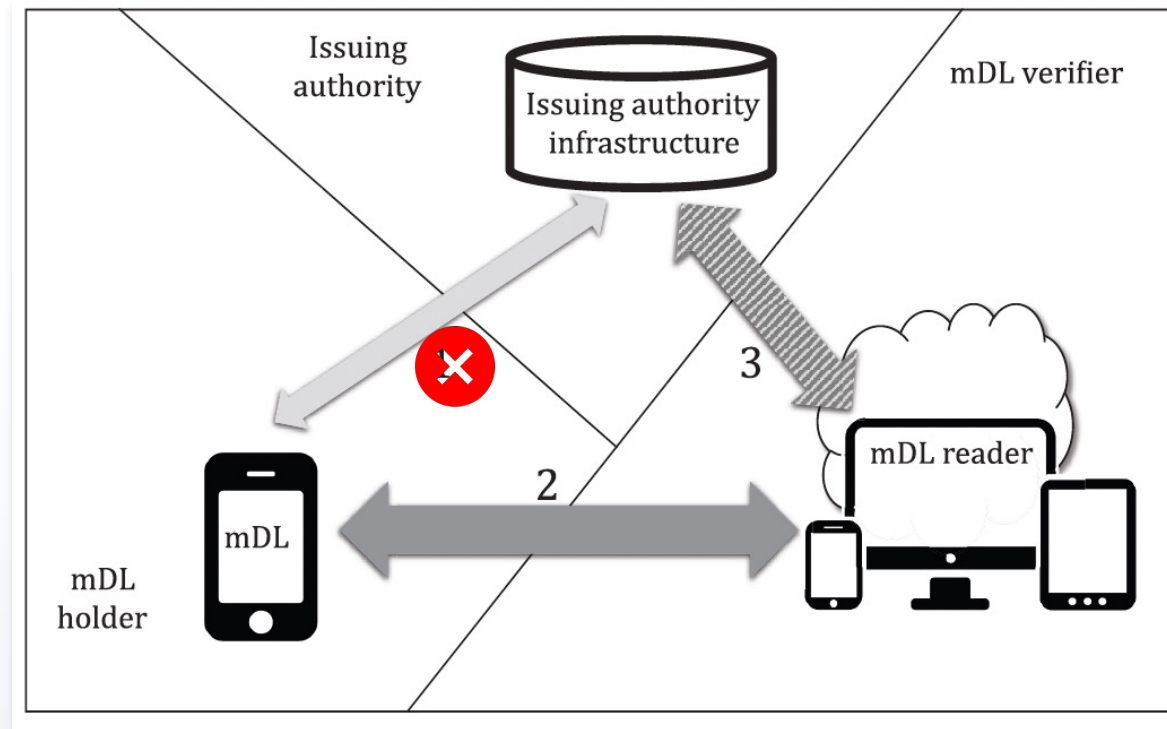 Issuing
authority
Issuing authority
infrastructure
mDL verifier
3
mDL reader
2
mDL
mDL
holder